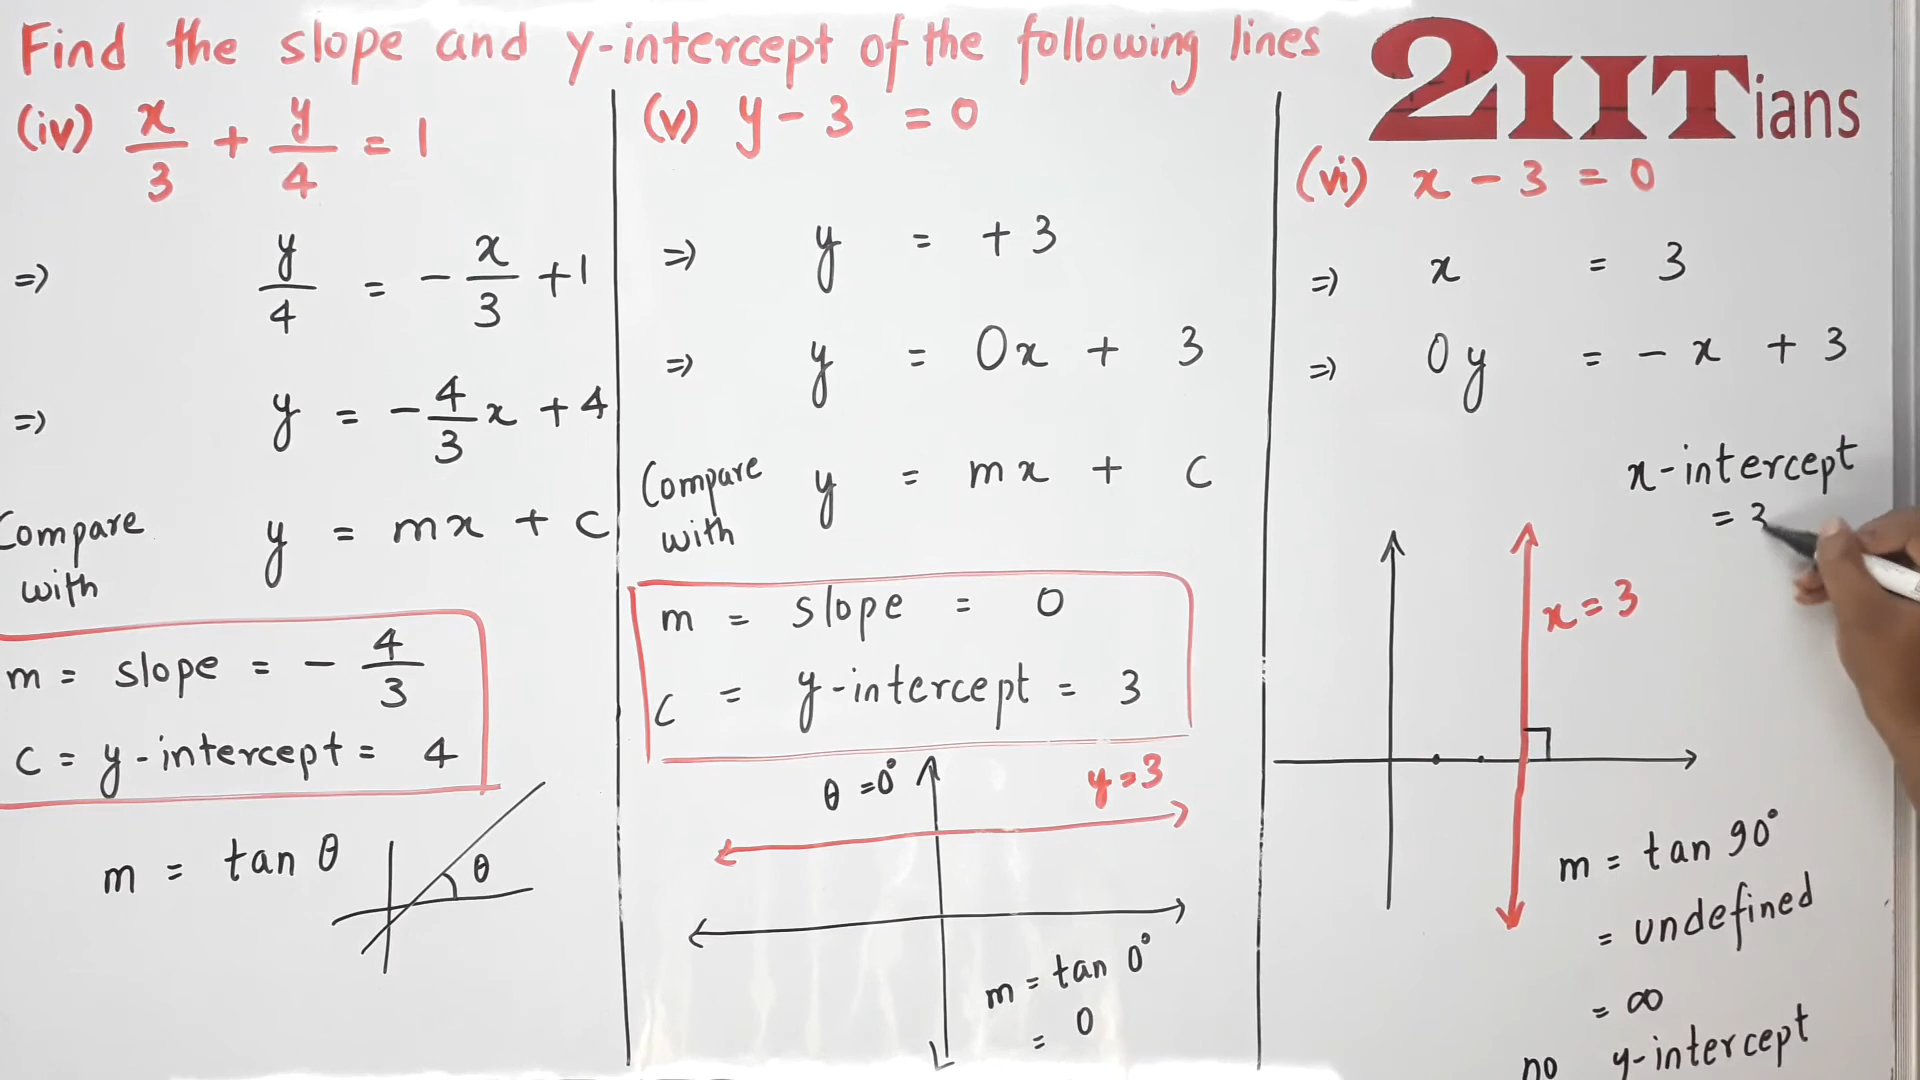 Find the slope and y-intercept of the following lines
2IITians
(iv) x/3 + y/4 = 1
=> y/4 = -x/3 + 1
=> y = -4/3 x + 4
Compare with y = mx + c
m = slope = - 4/3
c = y-intercept = 4
m = tan θ
θ
(v) y - 3 = 0
=> y = +3
=> y = 0x + 3
Compare with y = mx + c
m = slope = 0
c = y-intercept = 3
θ = 0°
y = 3
m = tan 0°
= 0
(vi) x - 3 = 0
=> x = 3
=> 0y = -x + 3
x-intercept
= 3
x = 3
m = tan 90°
= undefined
= ∞
no y-intercept